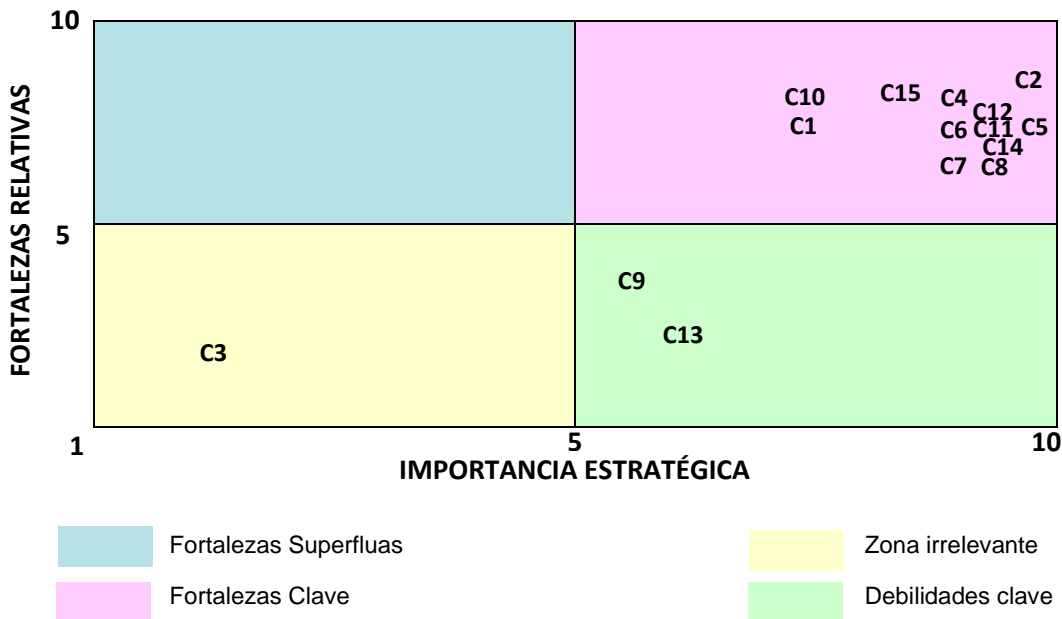 10
FORTALEZAS RELATIVAS
C2
C10
C15
C4
C12
C1
C6
C11
C5
C14
C7
C8
5
C9
C13
C3
1
5
10
IMPORTANCIA ESTRATÉGICA
Fortalezas Superfluas
Zona irrelevante
Fortalezas Clave
Debilidades clave